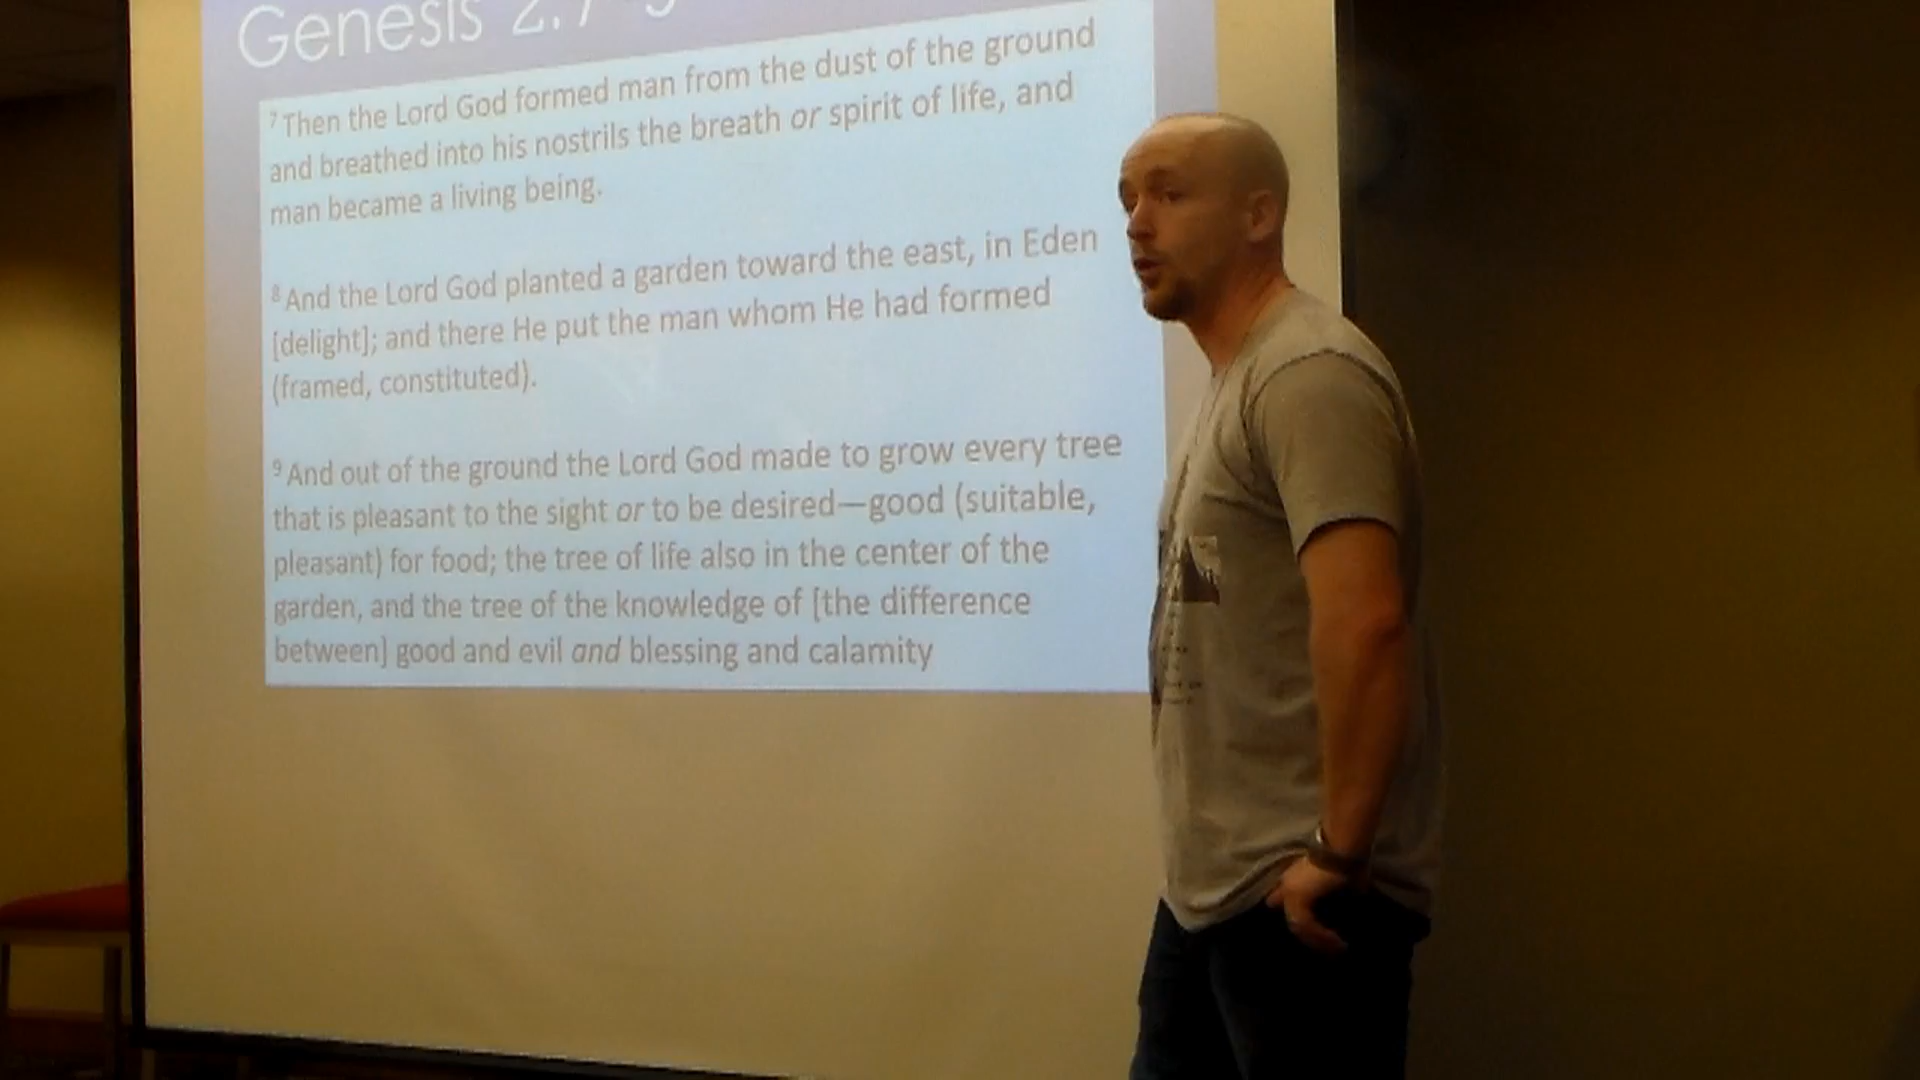 Genesis 2:7-9
7 Then the Lord God formed man from the dust of the ground
and breathed into his nostrils the breath or spirit of life, and
man became a living being.
8 And the Lord God planted a garden toward the east, in Eden
[delight]; and there He put the man whom He had formed
(framed, constituted).
9 And out of the ground the Lord God made to grow every tree
that is pleasant to the sight or to be desired—good (suitable,
pleasant) for food; the tree of life also in the center of the
garden, and the tree of the knowledge of [the difference
between] good and evil and blessing and calamity